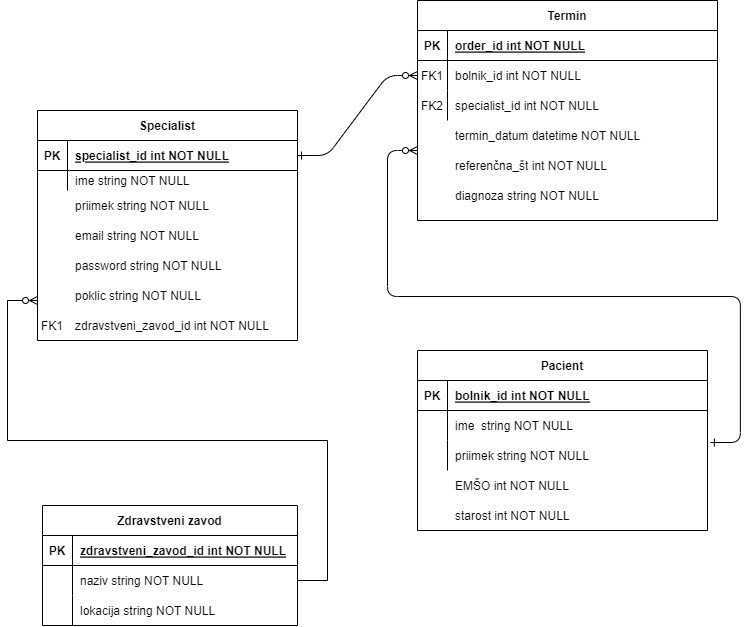 Termin
PK order_id int NOT NULL
FK1 bolnik_id int NOT NULL
FK2 specialist_id int NOT NULL
termin_datum datetime NOT NULL
referenčna_št int NOT NULL
diagnoza string NOT NULL
Specialist
PK specialist_id int NOT NULL
ime string NOT NULL
priimek string NOT NULL
email string NOT NULL
password string NOT NULL
poklic string NOT NULL
FK1 zdravstveni_zavod_id int NOT NULL
Pacient
PK bolnik_id int NOT NULL
ime string NOT NULL
priimek string NOT NULL
EMŠO int NOT NULL
starost int NOT NULL
Zdravstveni zavod
PK zdravstveni_zavod_id int NOT NULL
naziv string NOT NULL
lokacija string NOT NULL